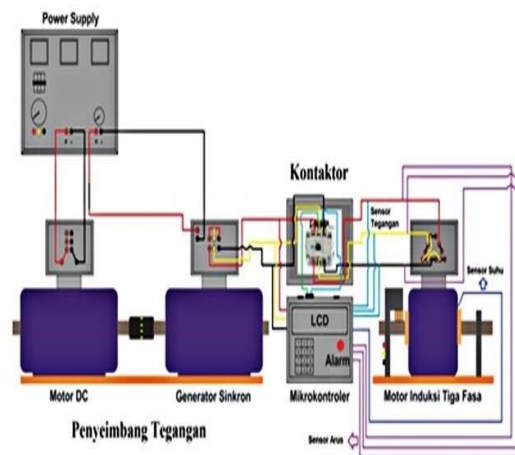 Power Supply
Kontaktor
Sensor
Tegangan
Sensor Suhu
LCD
Alarm
Motor DC
Generator Sinkron
Mikrokontroler
Motor Induksi Tiga Fasa
Penyeimbang Tegangan
Sensor Arus